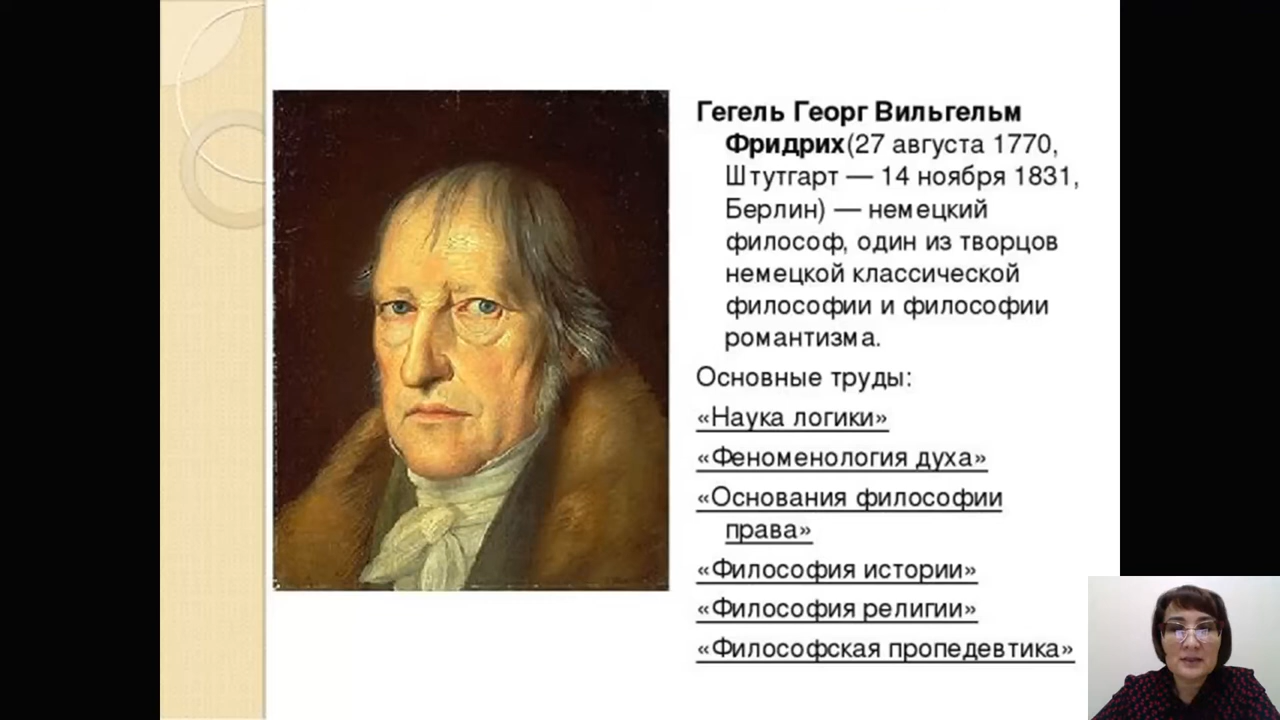 Гегель Георг Вильгельм
Фридрих(27 августа 1770,
Штутгарт — 14 ноября 1831,
Берлин) — немецкий
философ, один из творцов
немецкой классической
философии и философии
романтизма.
Основные труды:
«Наука логики»
«Феноменология духа»
«Основания философии
права»
«Философия истории»
«Философия религии»
«Философская пропедевтика»